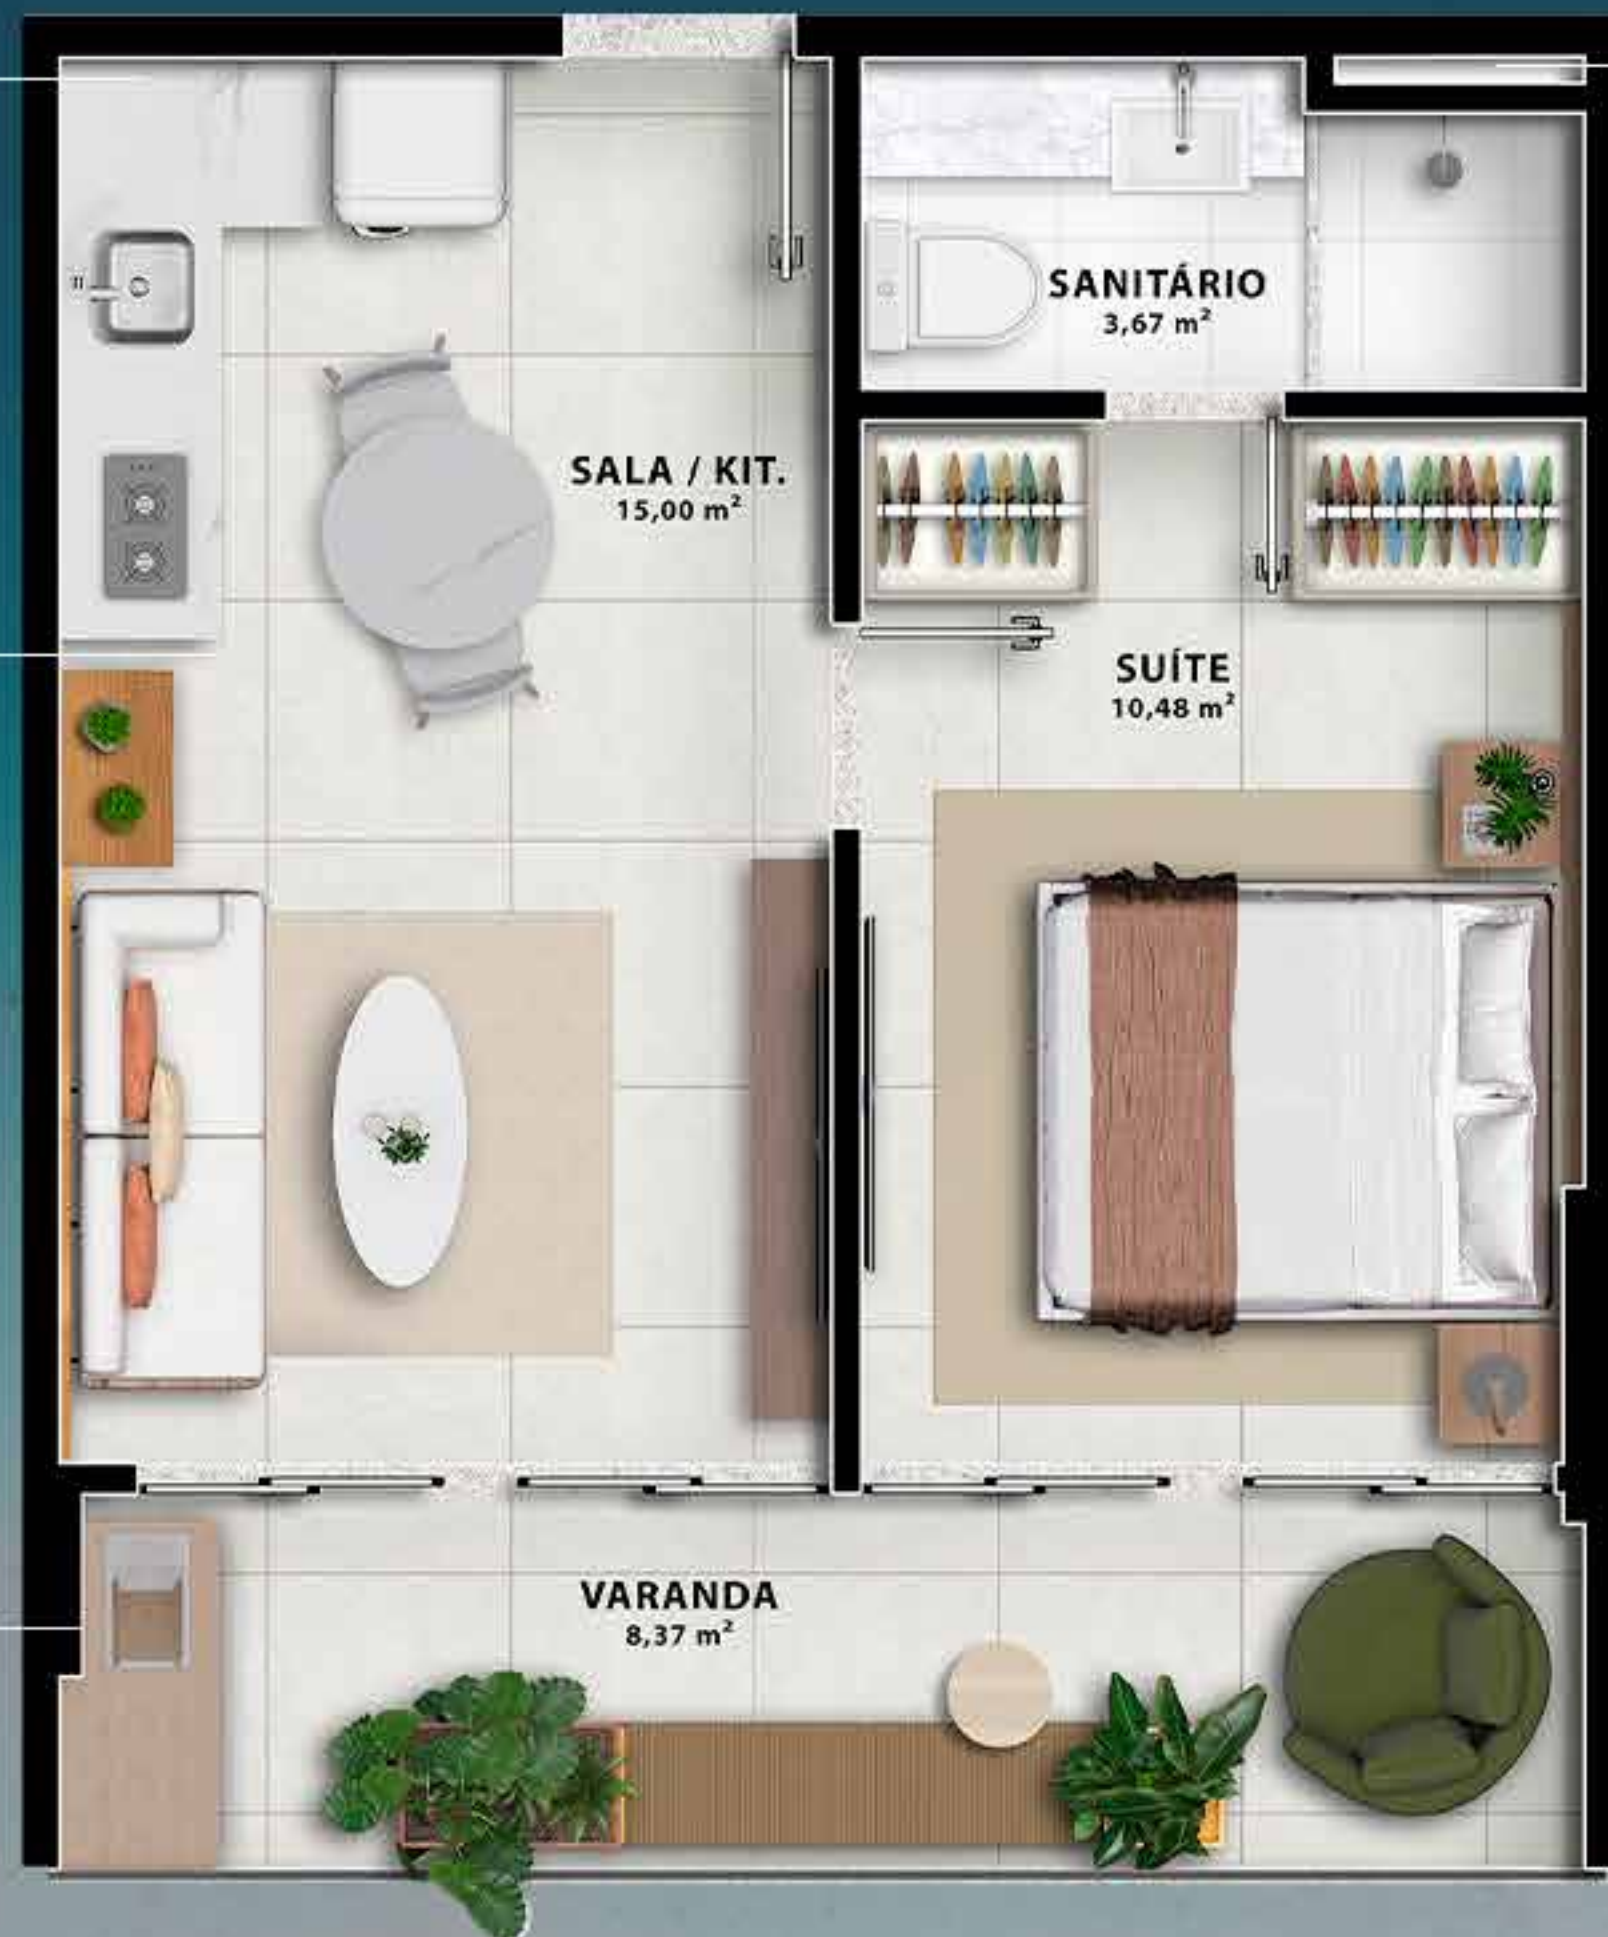 SANITÁRIO
3,67 m²
SALA / KIT.
15,00 m²
SUÍTE
10,48 m²
VARANDA
8,37 m²